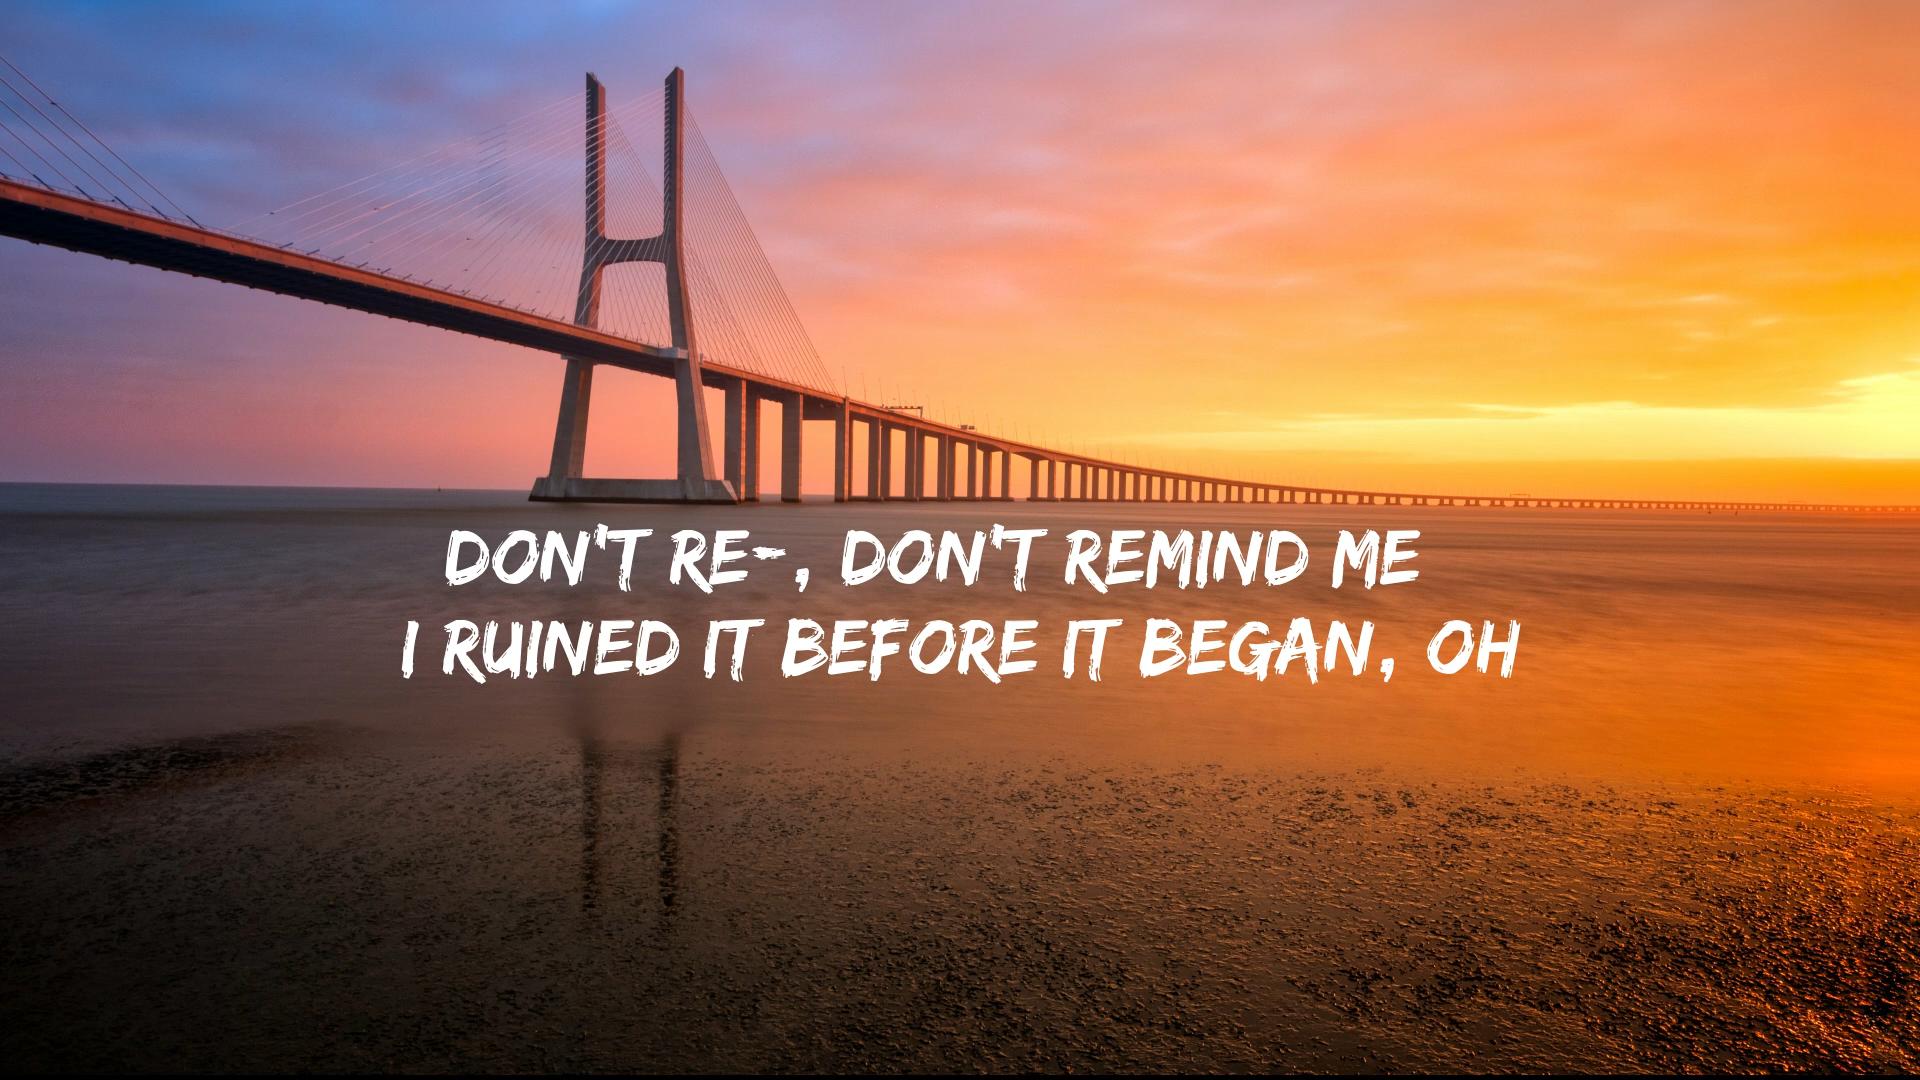 DON'T RE-, DON'T REMIND ME
I RUINED IT BEFORE IT BEGAN, OH